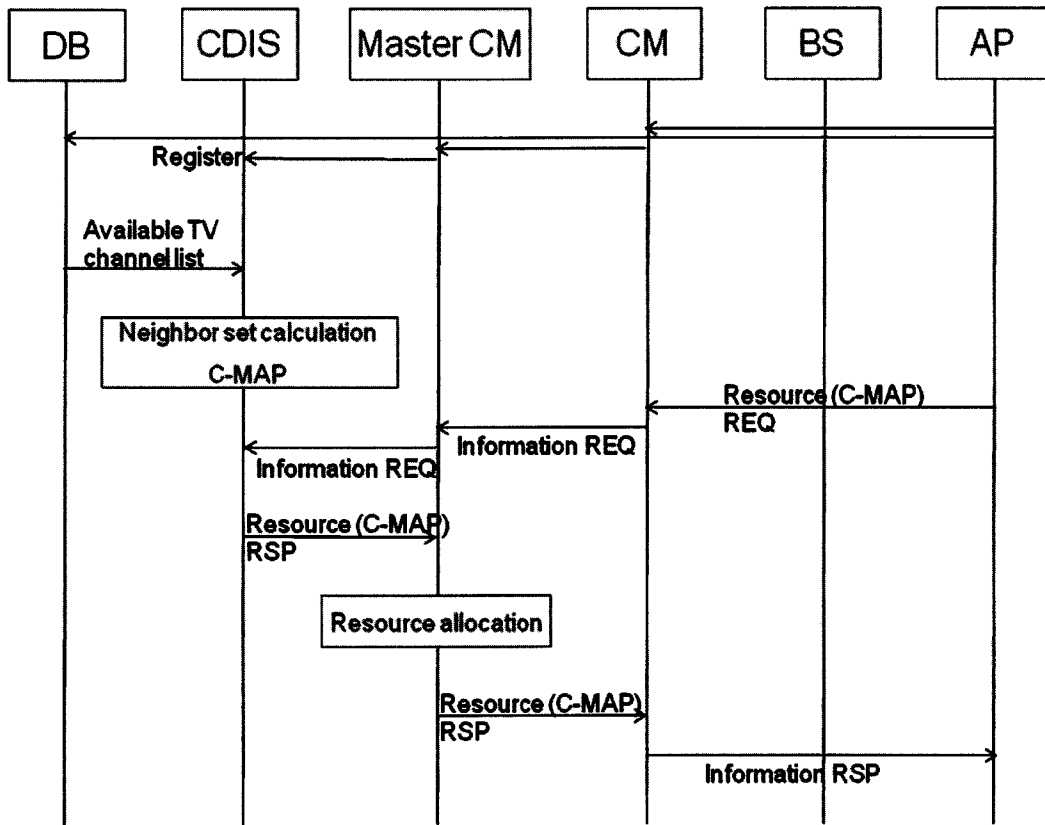 DB
CDIS
Master CM
CM
BS
AP
Register
Available TV
channel list
Neighbor set calculation
C-MAP
Resource (C-MAP)
REQ
Information REQ
Information REQ
Resource (C-MAP)
RSP
Resource allocation
Resource (C-MAP)
RSP
Information RSP